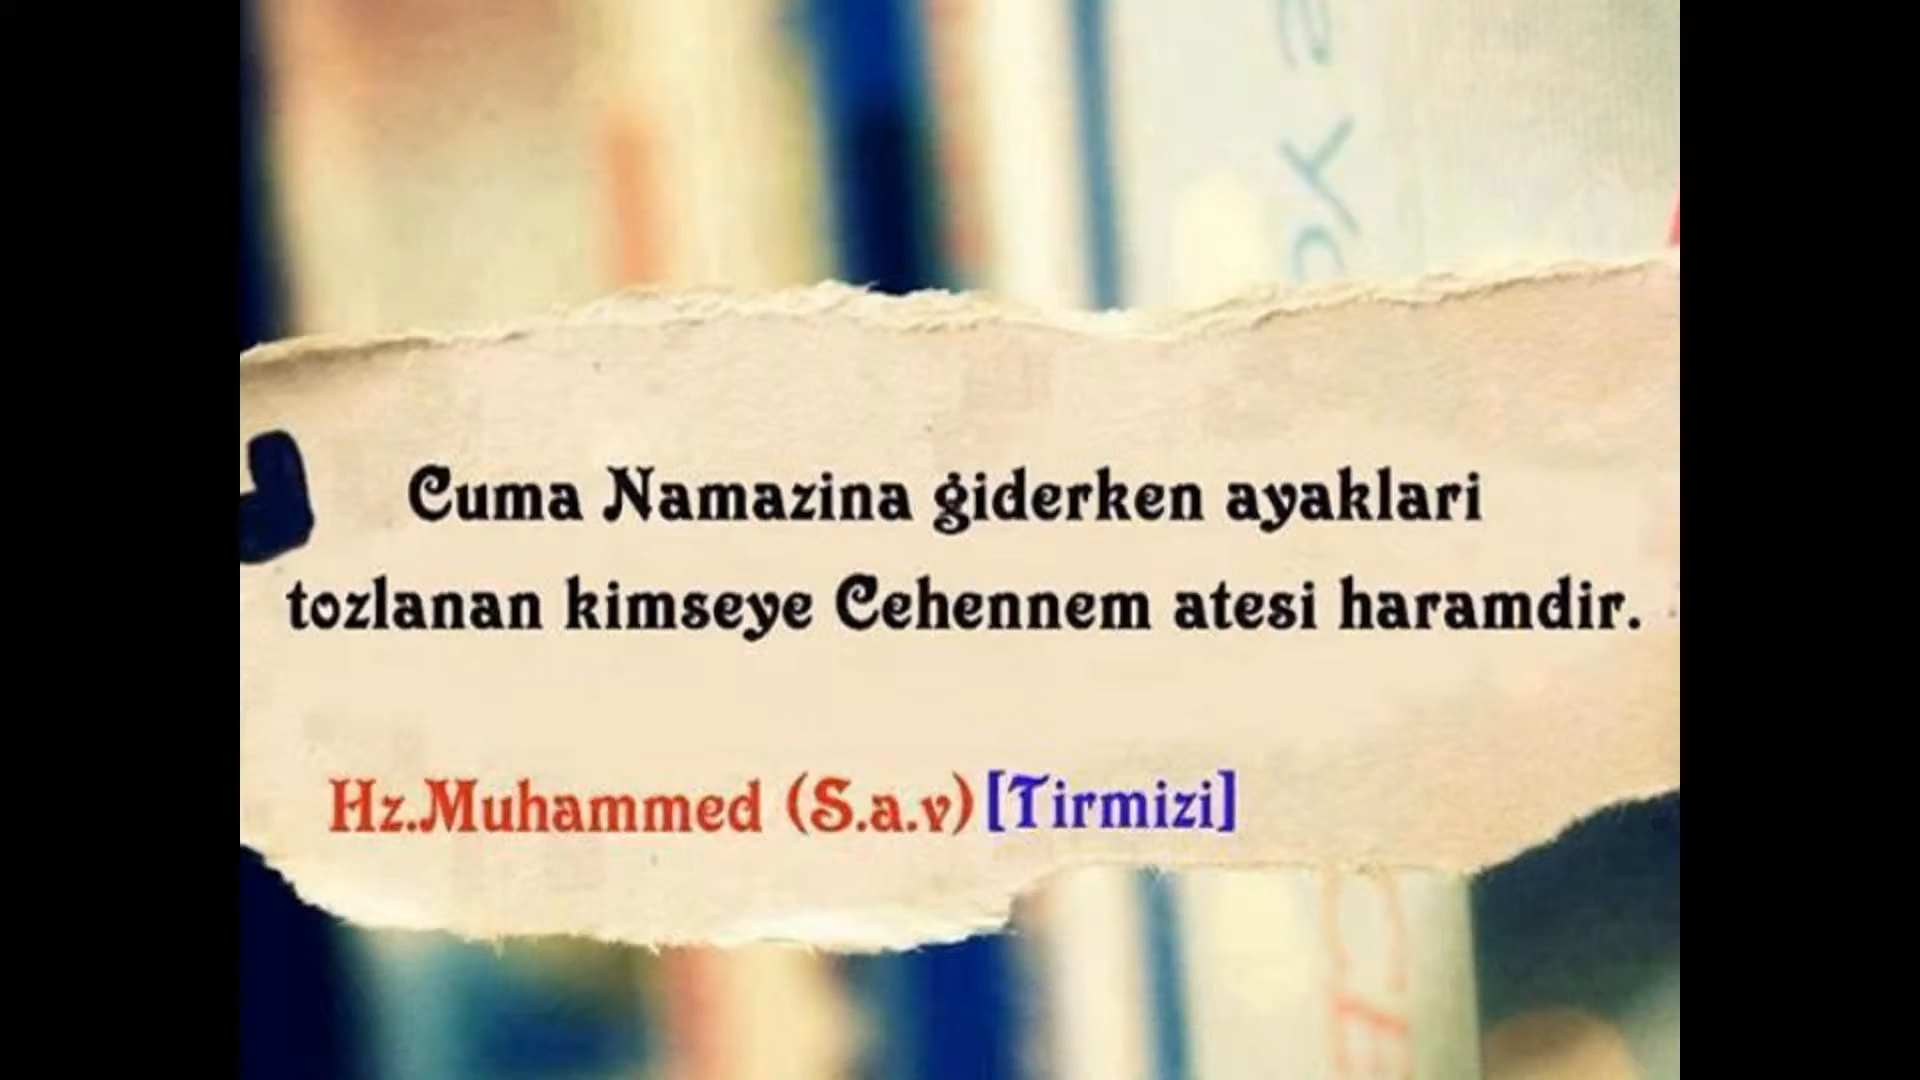 Cuma Namazina giderken ayaklari
tozlanan kimseye Cehennem atesi haramdir.
Hz.Muhammed (S.a.v) [Tirmizi]